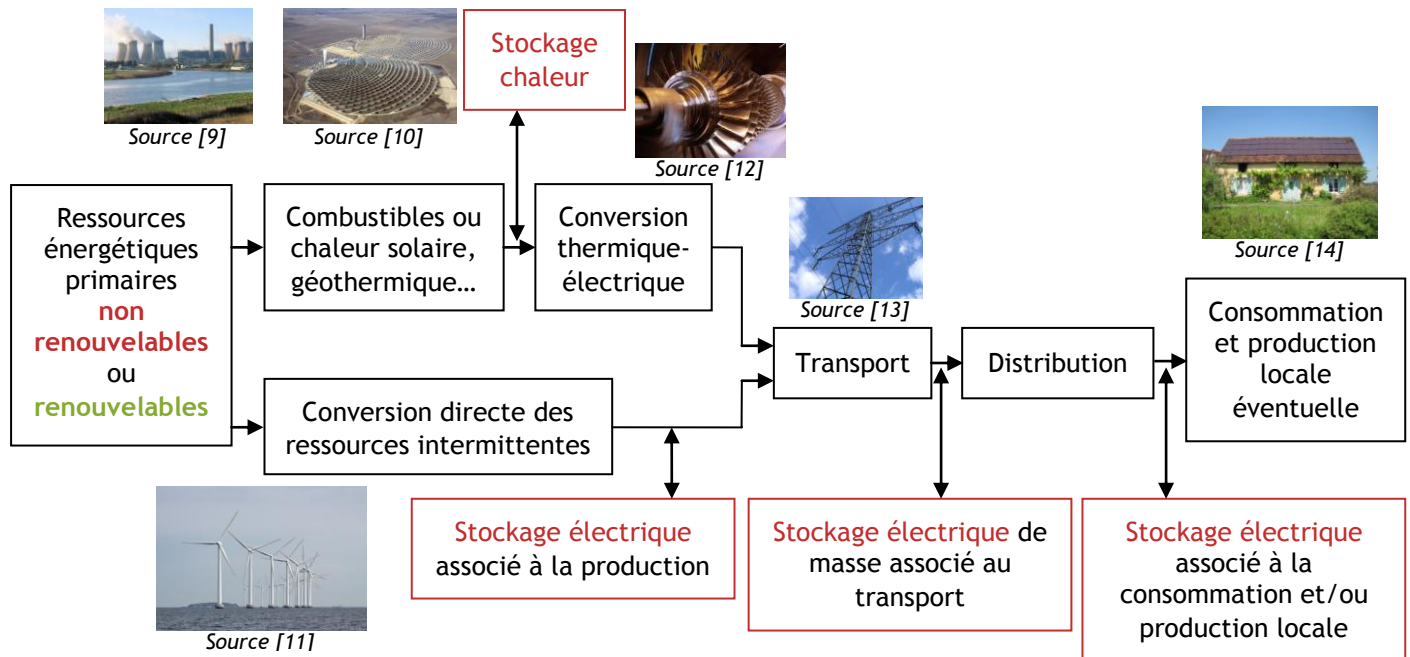 Source [9]
Source [10]
Stockage
chaleur
Source [12]
Source [14]
Ressources
énergétiques
primaires
non
renouvelables
ou
renouvelables
Combustibles ou
chaleur solaire,
géothermique…
Conversion
thermique-
électrique
Source [13]
Conversion directe des
ressources intermittentes
Transport
Distribution
Consommation
et production
locale
éventuelle
Source [11]
Stockage électrique
associé à la production
Stockage électrique de
masse associé au
transport
Stockage électrique
associé à la
consommation et/ou
production locale